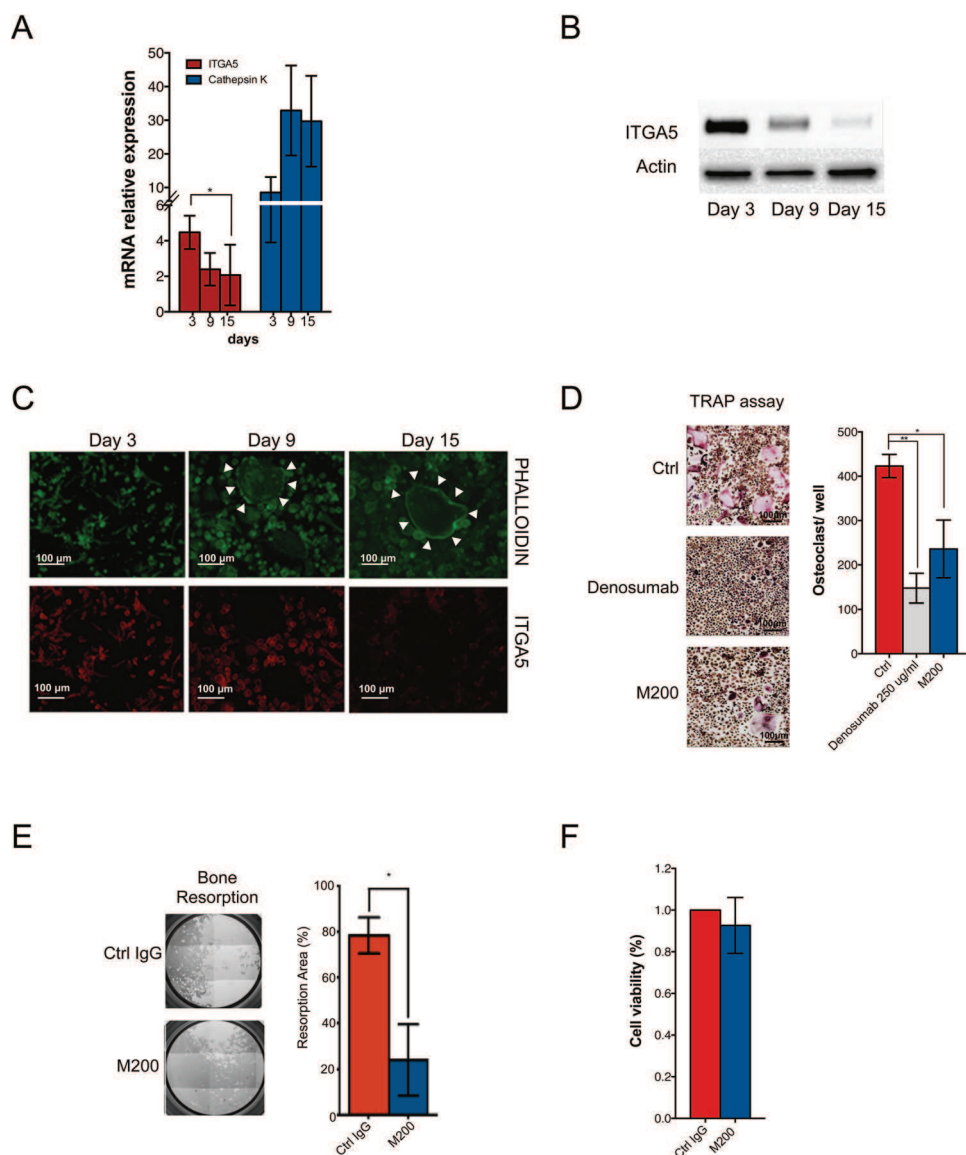 A
mRNA relative expression
50
40
30
20
10
6
4
2
0
ITGA5
Cathepsin K
*
3 9 15 3 9 15
days
B
ITGA5
Actin
Day 3 Day 9 Day 15
C
Day 3 Day 9 Day 15
PHALLOIDIN
100 µm 100 µm 100 µm
ITGA5
100 µm 100 µm 100 µm
D
TRAP assay
Ctrl
100µm
Denosumab
100µm
M200
100µm
Osteoclast/ well
500
400
300
200
100
0
*
**
Ctrl
Denosumab 250 ug/ml
M200
E
Bone
Resorption
Ctrl IgG
M200
Resorption Area (%)
100
80
60
40
20
0
*
Ctrl IgG
M200
F
Cell viability (%)
1.2
1.0
0.8
0.6
0.4
0.2
0.0
Ctrl IgG
M200